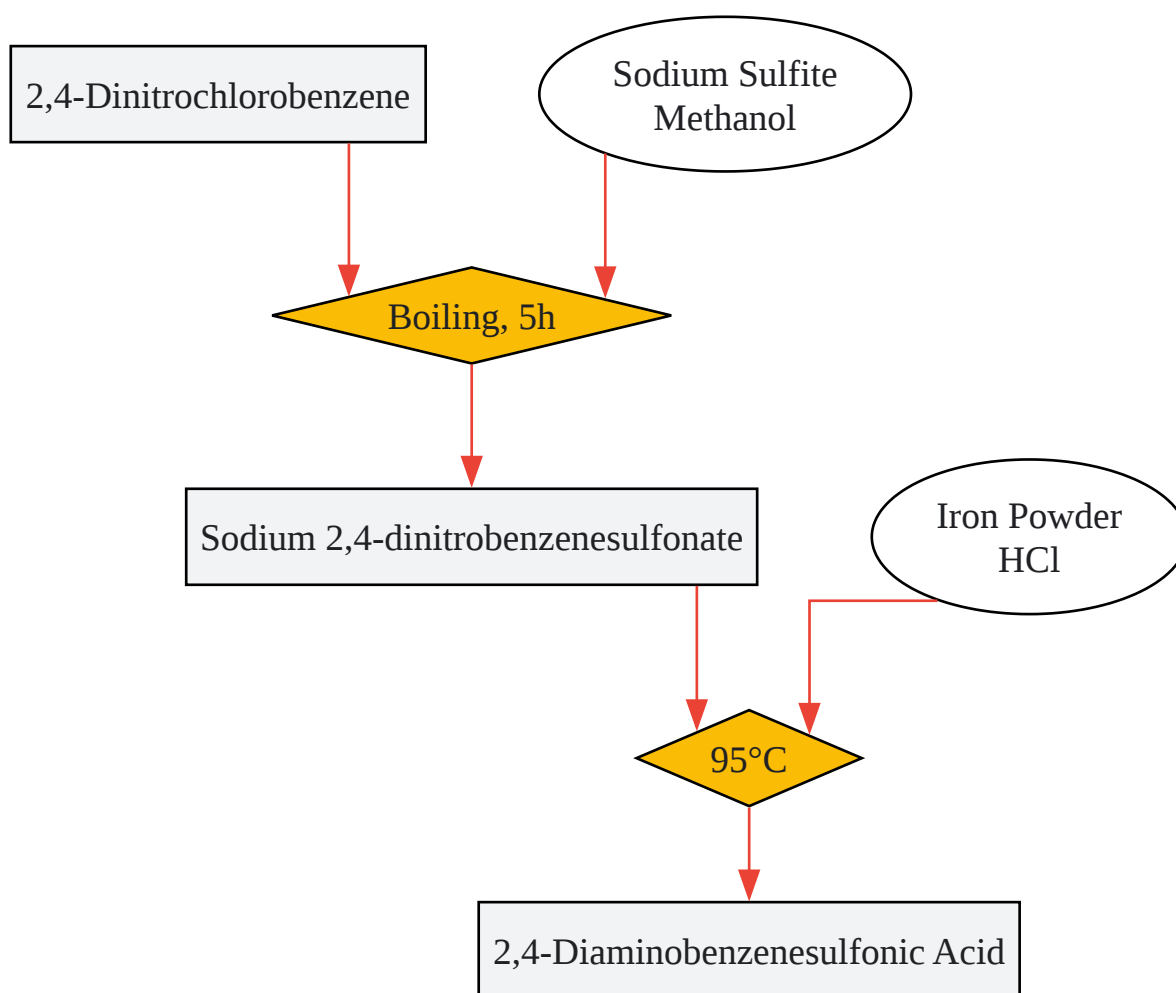 2,4-Dinitrochlorobenzene
Sodium Sulfite
Methanol
Boiling, 5h
Sodium 2,4-dinitrobenzenesulfonate
Iron Powder
HCl
95°C
2,4-Diaminobenzenesulfonic Acid